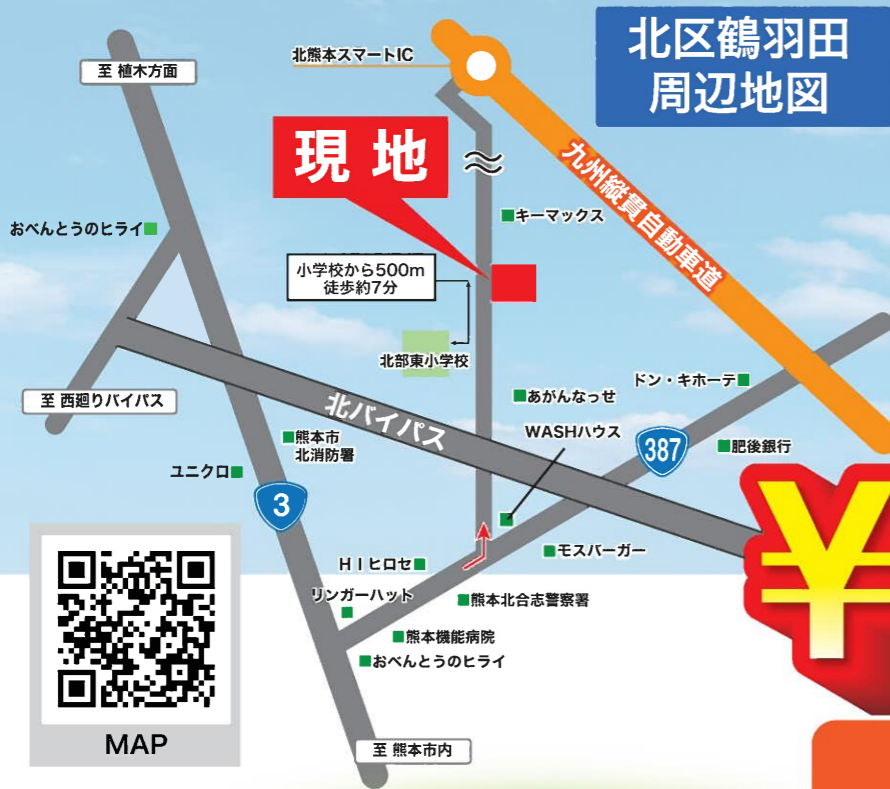 北区鶴羽田
周辺地図
北熊本スマートIC
至 植木方面
現 地
九州縦貫自動車道
キーマックス
おべんとうのヒライ
小学校から500m
徒歩約7分
北部東小学校
ドン・キホーテ
あがんなっせ
至 西廻りバイパス
北バイパス
WASHハウス
熊本市
北消防署
387
肥後銀行
ユニクロ
3
¥
モスバーガー
HIヒロセ
リンガーハット
熊本北合志警察署
熊本機能病院
おべんとうのヒライ
MAP
至 熊本市内